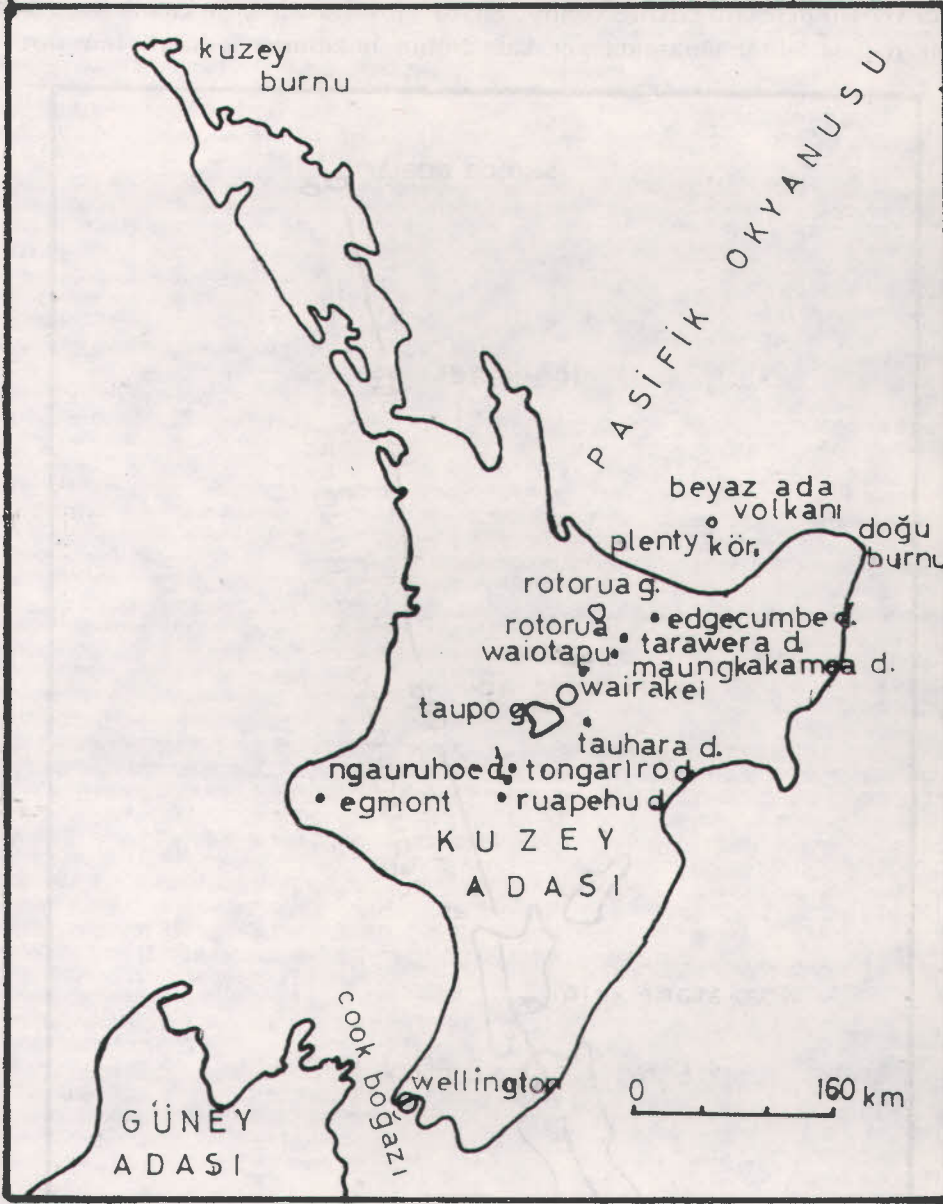 kuzey
burnu
PASİFİK OKYANUSU
beyaz ada
volkanı
plenty kör.
doğu
burnu
rotorua g.
edgecumbe d.
rotorua
tarawera d.
waiotapu
maungkakamea d.
wairakei
taupo g.
tauhara d.
ngauruhoe d.
tongariro d.
egmont
ruapehu d.
KUZEY
ADASI
cook boğazı
wellington
0 160 km
GÜNEY
ADASI